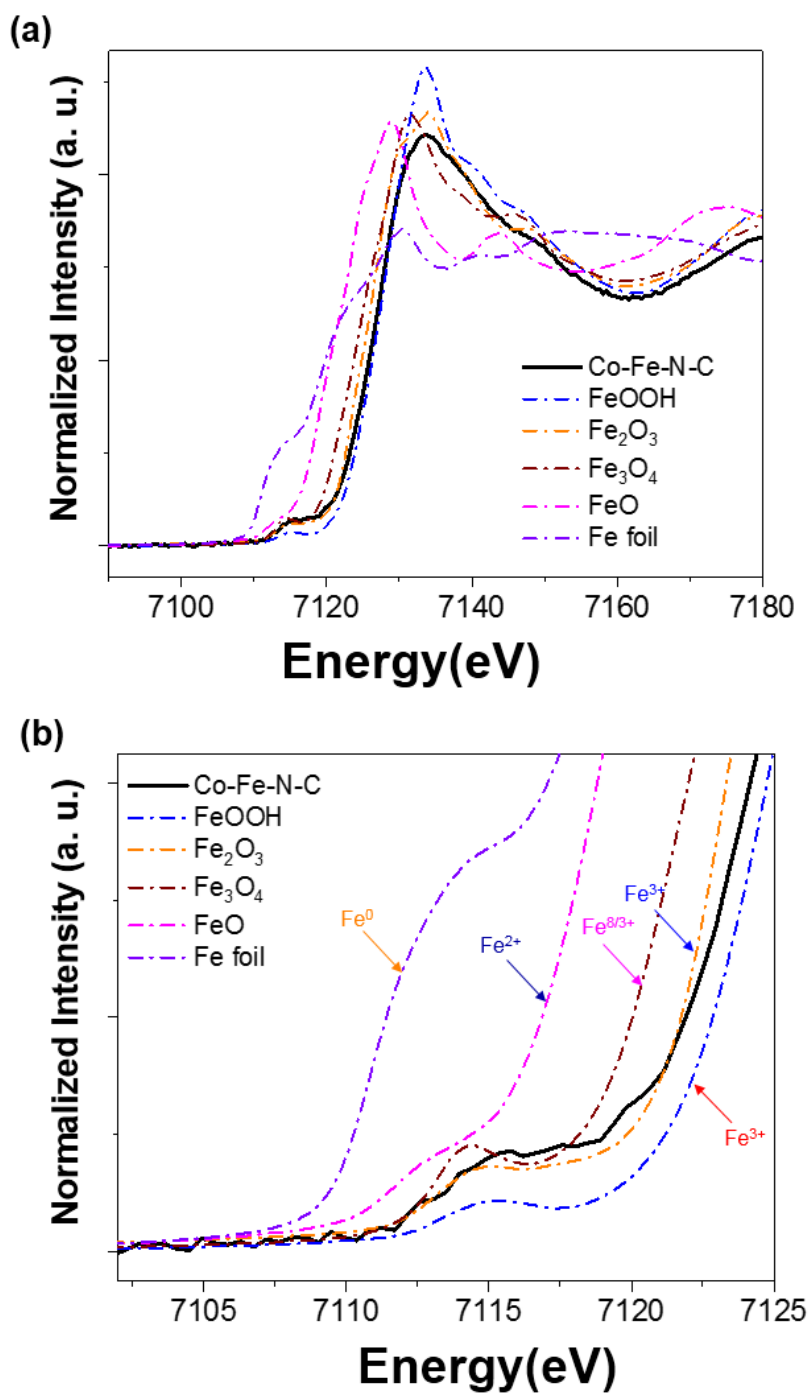 (a)
Normalized Intensity (a. u.)
Co-Fe-N-C
FeOOH
Fe₂O₃
Fe₃O₄
FeO
Fe foil
7100 7120 7140 7160 7180
Energy(eV)
(b)
Normalized Intensity (a. u.)
Co-Fe-N-C
FeOOH
Fe₂O₃
Fe₃O₄
FeO
Fe foil
Fe⁰
Fe²⁺
Fe⁸ᐟ³⁺
Fe³⁺
Fe³⁺
7105 7110 7115 7120 7125
Energy(eV)